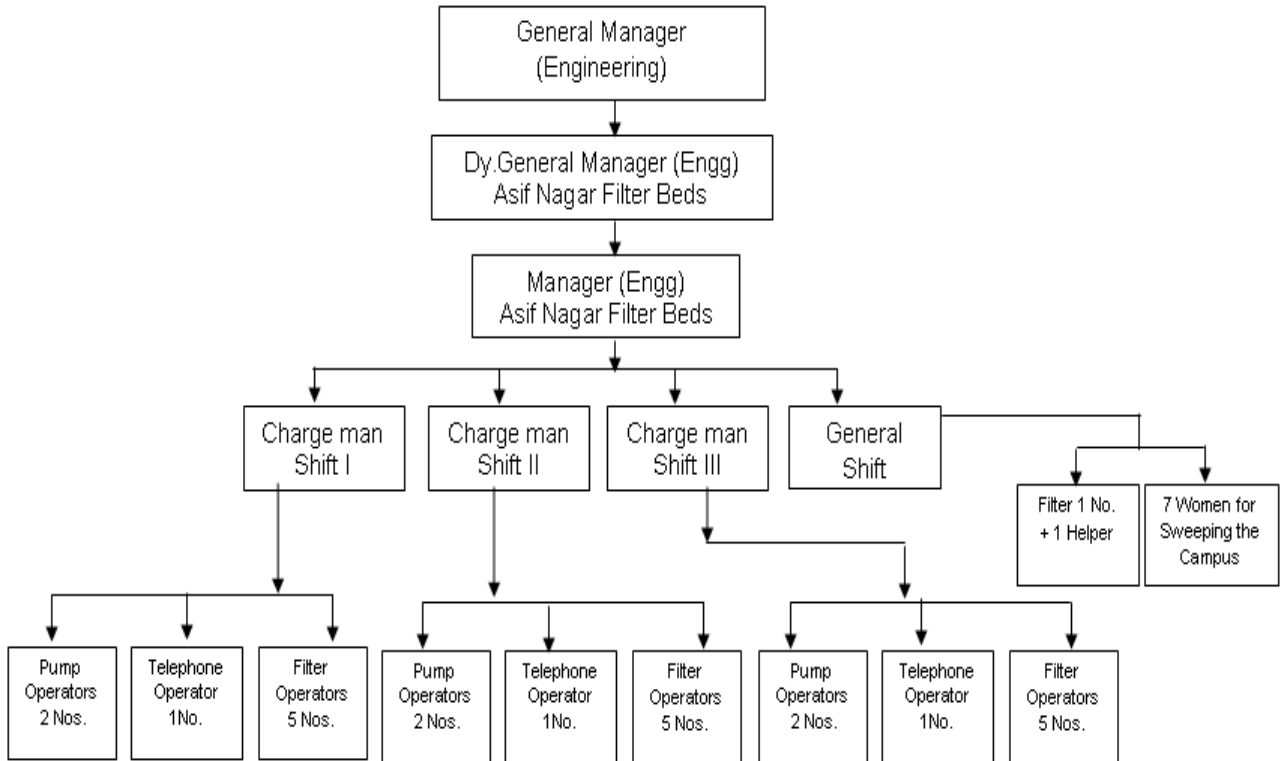 General Manager
(Engineering)
Dy.General Manager (Engg)
Asif Nagar Filter Beds
Manager (Engg)
Asif Nagar Filter Beds
Charge man
Shift I
Charge man
Shift II
Charge man
Shift III
General
Shift
Filter 1 No.
+ 1 Helper
7 Women for
Sweeping the
Campus
Pump
Operators
2 Nos.
Telephone
Operator
1No.
Filter
Operators
5 Nos.
Pump
Operators
2 Nos.
Telephone
Operator
1No.
Filter
Operators
5 Nos.
Pump
Operators
2 Nos.
Telephone
Operator
1No.
Filter
Operators
5 Nos.